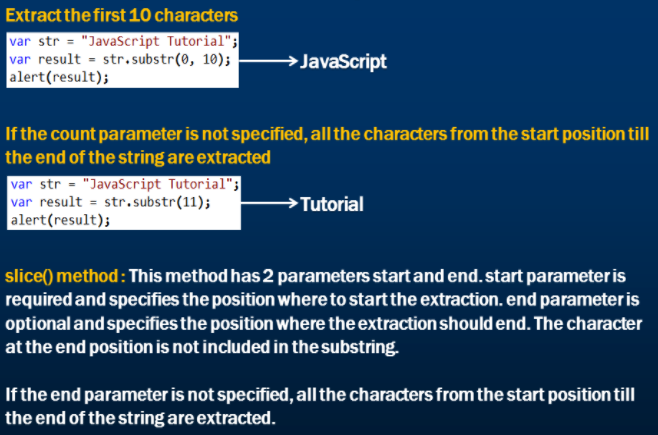 Extract the first 10 characters
var str = "JavaScript Tutorial";
var result = str.substr(0, 10);
alert(result);
JavaScript
If the count parameter is not specified, all the characters from the start position till
the end of the string are extracted
var str = "JavaScript Tutorial";
var result = str.substr(11);
alert(result);
Tutorial
slice() method : This method has 2 parameters start and end. start parameter is
required and specifies the position where to start the extraction. end parameter is
optional and specifies the position where the extraction should end. The character
at the end position is not included in the substring.
If the end parameter is not specified, all the characters from the start position till
the end of the string are extracted.